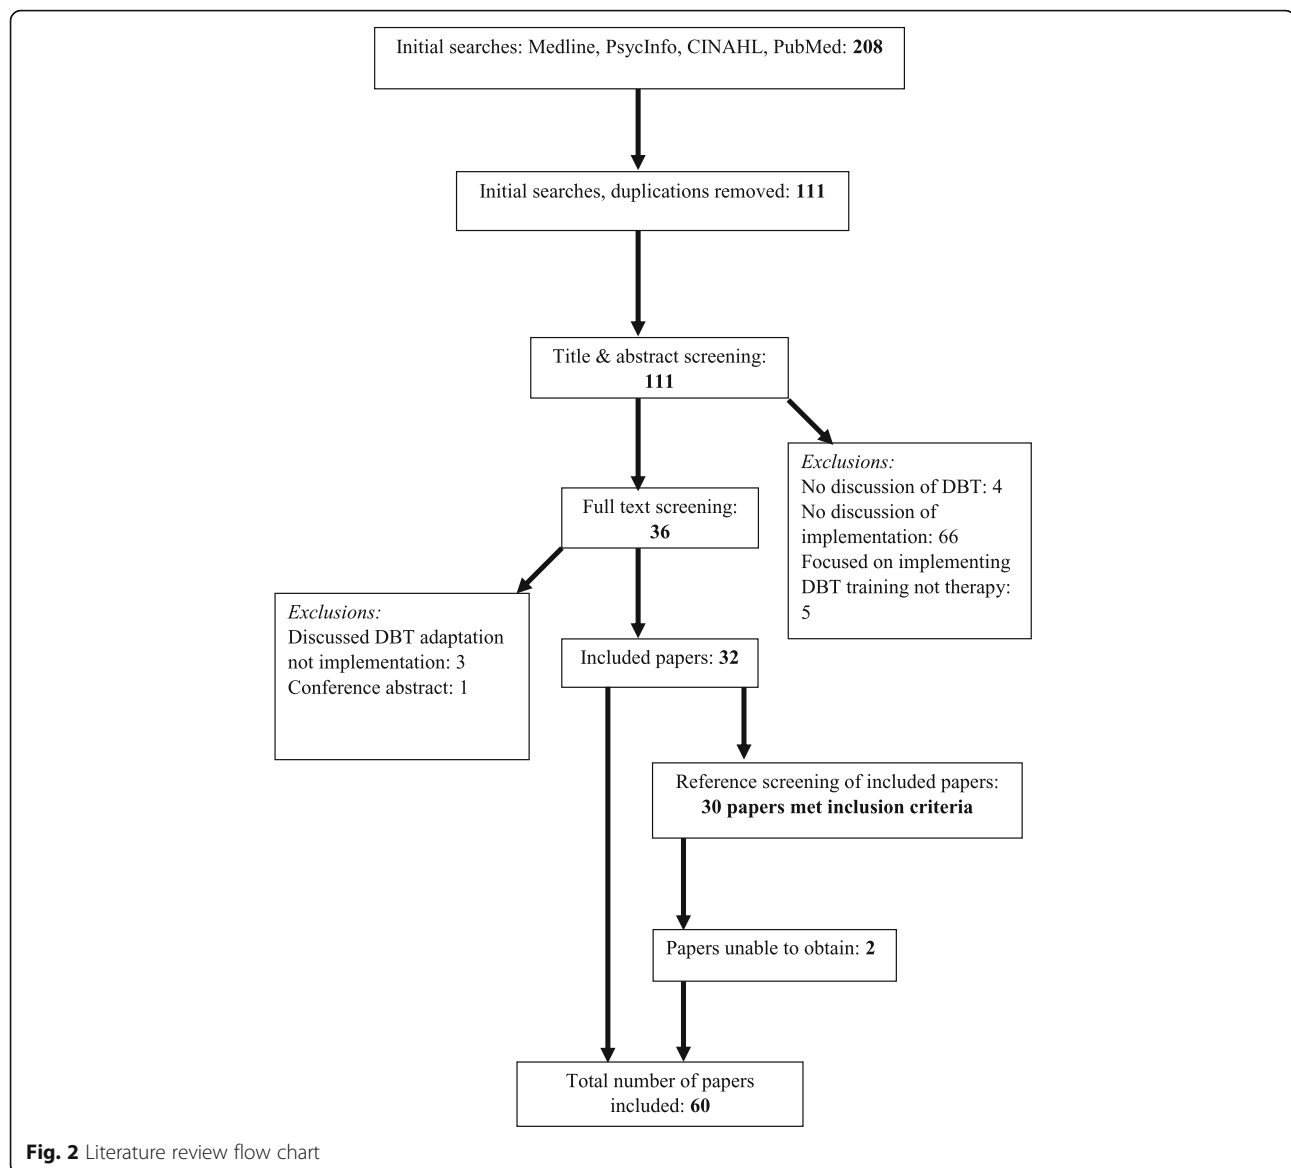 Initial searches: Medline, PsycInfo, CINAHL, PubMed: 208
Initial searches, duplications removed: 111
Title & abstract screening:
111
Exclusions:
No discussion of DBT: 4
No discussion of
implementation: 66
Focused on implementing
DBT training not therapy:
5
Full text screening:
36
Exclusions:
Discussed DBT adaptation
not implementation: 3
Conference abstract: 1
Included papers: 32
Reference screening of included papers:
30 papers met inclusion criteria
Papers unable to obtain: 2
Total number of papers
included: 60
Fig. 2 Literature review flow chart